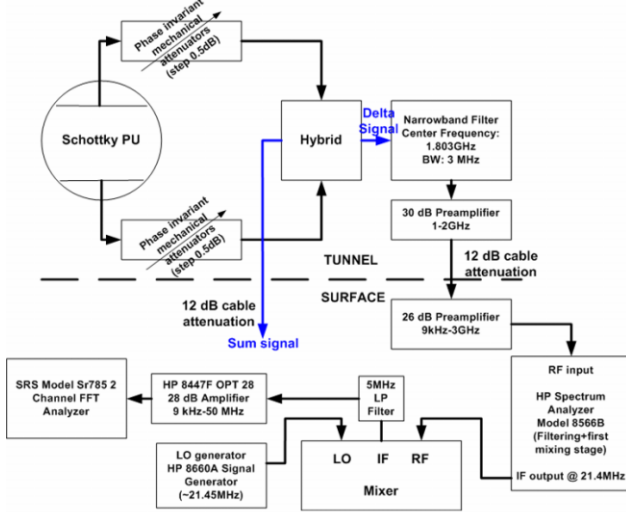 Phase invariant
mechanical
attenuators
(step 0.5dB)
Schottky PU
Hybrid
Delta
Signal
Narrowband Filter
Center Frequency:
1.803GHz
BW: 3 MHz
30 dB Preamplifier
1-2GHz
Phase invariant
mechanical
attenuators
(step 0.5dB)
TUNNEL
12 dB cable
attenuation
SURFACE
12 dB cable
attenuation
Sum signal
26 dB Preamplifier
9kHz-3GHz
SRS Model Sr785 2
Channel FFT
Analyzer
HP 8447F OPT 28
28 dB Amplifier
9 kHz-50 MHz
5MHz
LP
Filter
RF input
HP Spectrum
Analyzer
Model 8566B
(Filtering+first
mixing stage)
IF output @ 21.4MHz
LO generator
HP 8660A Signal
Generator
(~21.45MHz)
LO IF RF
Mixer